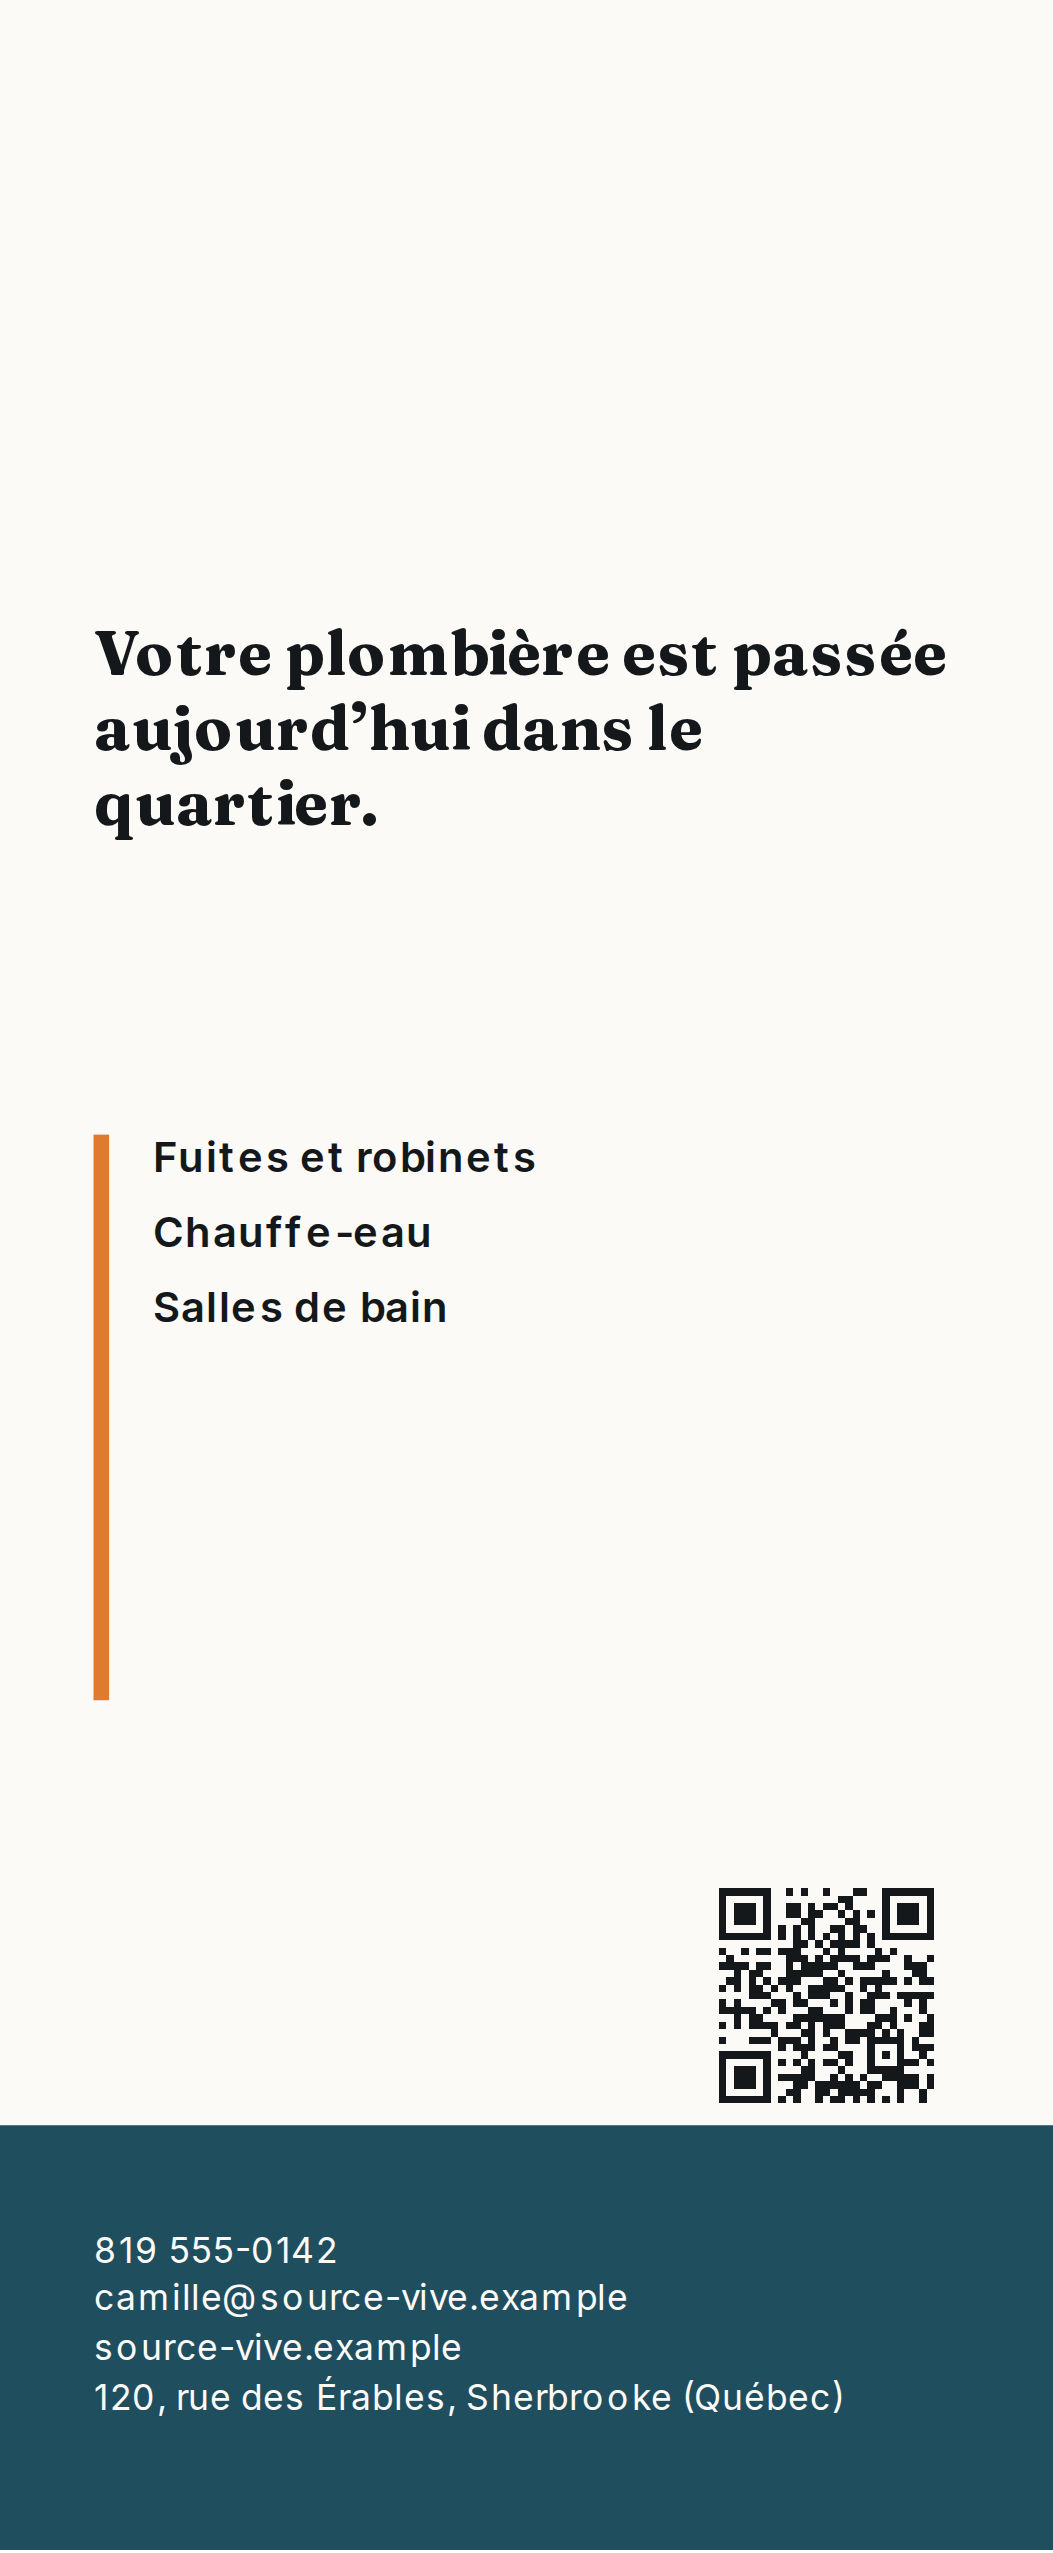 Votre plombière est passée
aujourd’hui dans le
quartier.
Fuites et robinets
Chauffe-eau
Salles de bain
819 555-0142
camille@source-vive.example
source-vive.example
120, rue des Érables, Sherbrooke (Québec)